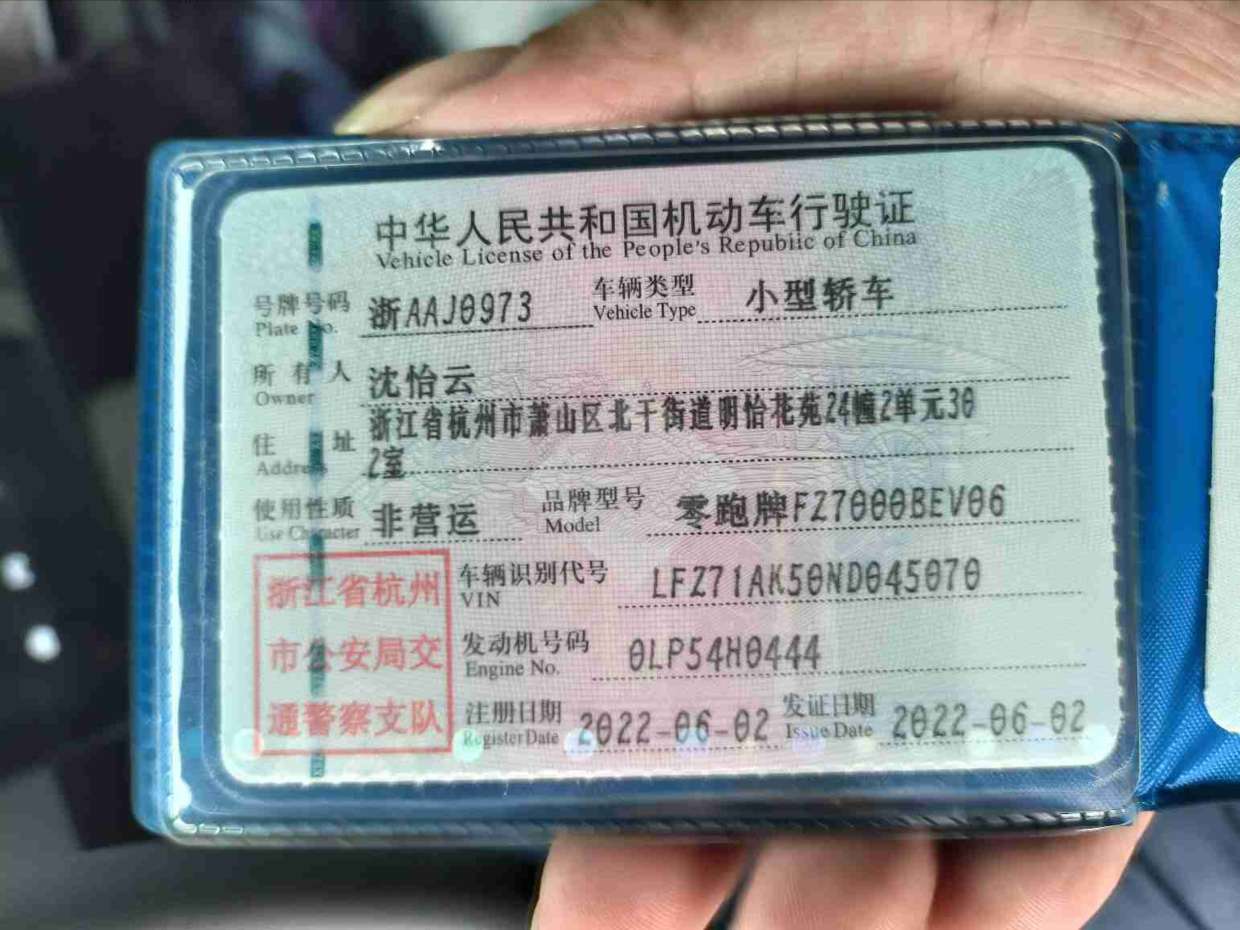 中华人民共和国机动车行驶证
Vehicle License of the People's Republic of China
号牌号码 浙AAJ0973 车辆类型 小型轿车
Plate No. Vehicle Type
所有人 沈怡云
Owner
浙江省杭州市萧山区北干街道明怡花苑24幢2单元30
住址 2室
Address
使用性质 非营运 品牌型号 零跑牌FZ7000BEV06
Use Character Model
浙江省杭州 车辆识别代号 LFZ71AK50ND045070
VIN
市公安局交 发动机号码 0LP54H0444
Engine No.
通警察支队 注册日期 2022-06-02 发证日期 2022-06-02
Register Date Issue Date